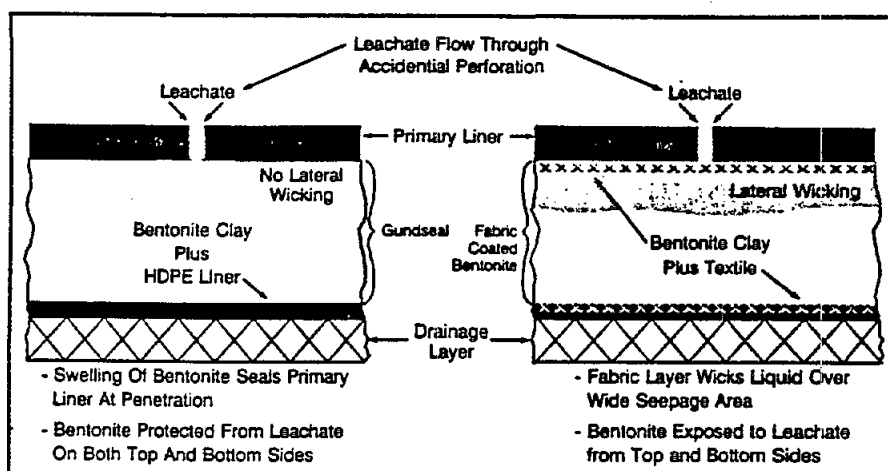 Leachate Flow Through
Accidential Perforation
Leachate
Leachate
Primary Liner
No Lateral
Wicking
Lateral Wicking
Bentonite Clay
Plus
HDPE Liner
Gundseal
Fabric
Coated
Bentonite
Bentonite Clay
Plus Textile
Drainage
Layer
- Swelling Of Bentonite Seals Primary
Liner At Penetration
- Bentonite Protected From Leachate
On Both Top And Bottom Sides
- Fabric Layer Wicks Liquid Over
Wide Seepage Area
- Bentonite Exposed to Leachate
from Top and Bottom Sides